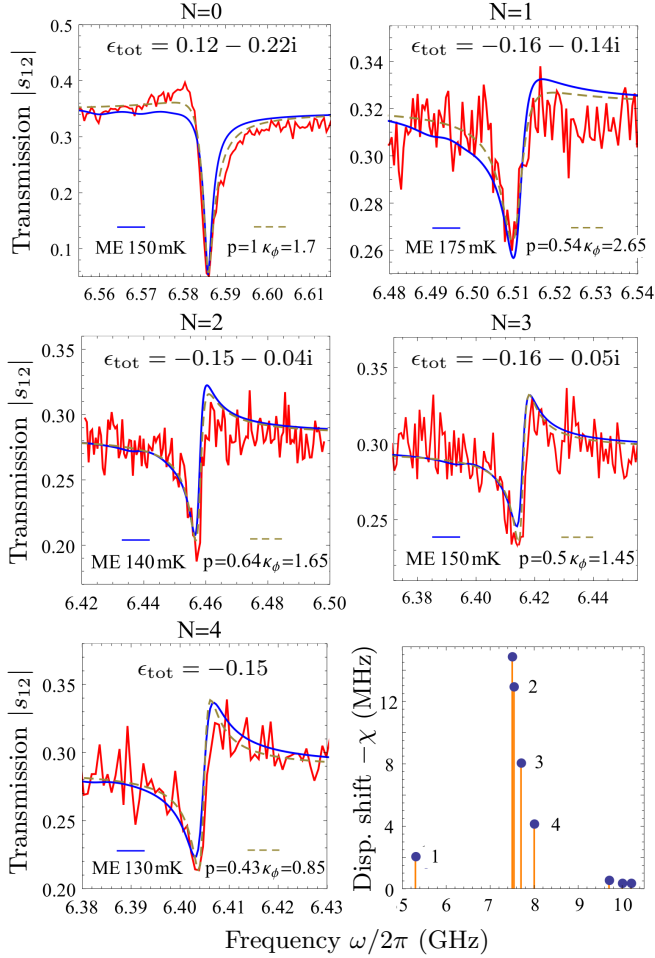 N=0
ϵtot = 0.12 − 0.22i
Transmission |s12|
0.5
0.4
0.3
0.2
0.1
ME 150 mK
p=1 κϕ=1.7
6.56 6.57 6.58 6.59 6.60 6.61
N=1
ϵtot = −0.16 − 0.14i
0.34
0.32
0.30
0.28
0.26
ME 175 mK
p=0.54 κϕ=2.65
6.48 6.49 6.50 6.51 6.52 6.53 6.54
N=2
ϵtot = −0.15 − 0.04i
Transmission |s12|
0.35
0.30
0.25
0.20
ME 140 mK
p=0.64 κϕ=1.65
6.42 6.44 6.46 6.48 6.50
N=3
ϵtot = −0.16 − 0.05i
0.35
0.30
0.25
ME 150 mK
p=0.5 κϕ=1.45
6.38 6.40 6.42 6.44
N=4
ϵtot = −0.15
Transmission |s12|
0.40
0.35
0.30
0.25
0.20
ME 130 mK
p=0.43 κϕ=0.85
6.38 6.39 6.40 6.41 6.42 6.43
Disp. shift −χ (MHz)
12
8
4
0
1
2
3
4
5 6 7 8 9 10
Frequency ω/2π (GHz)